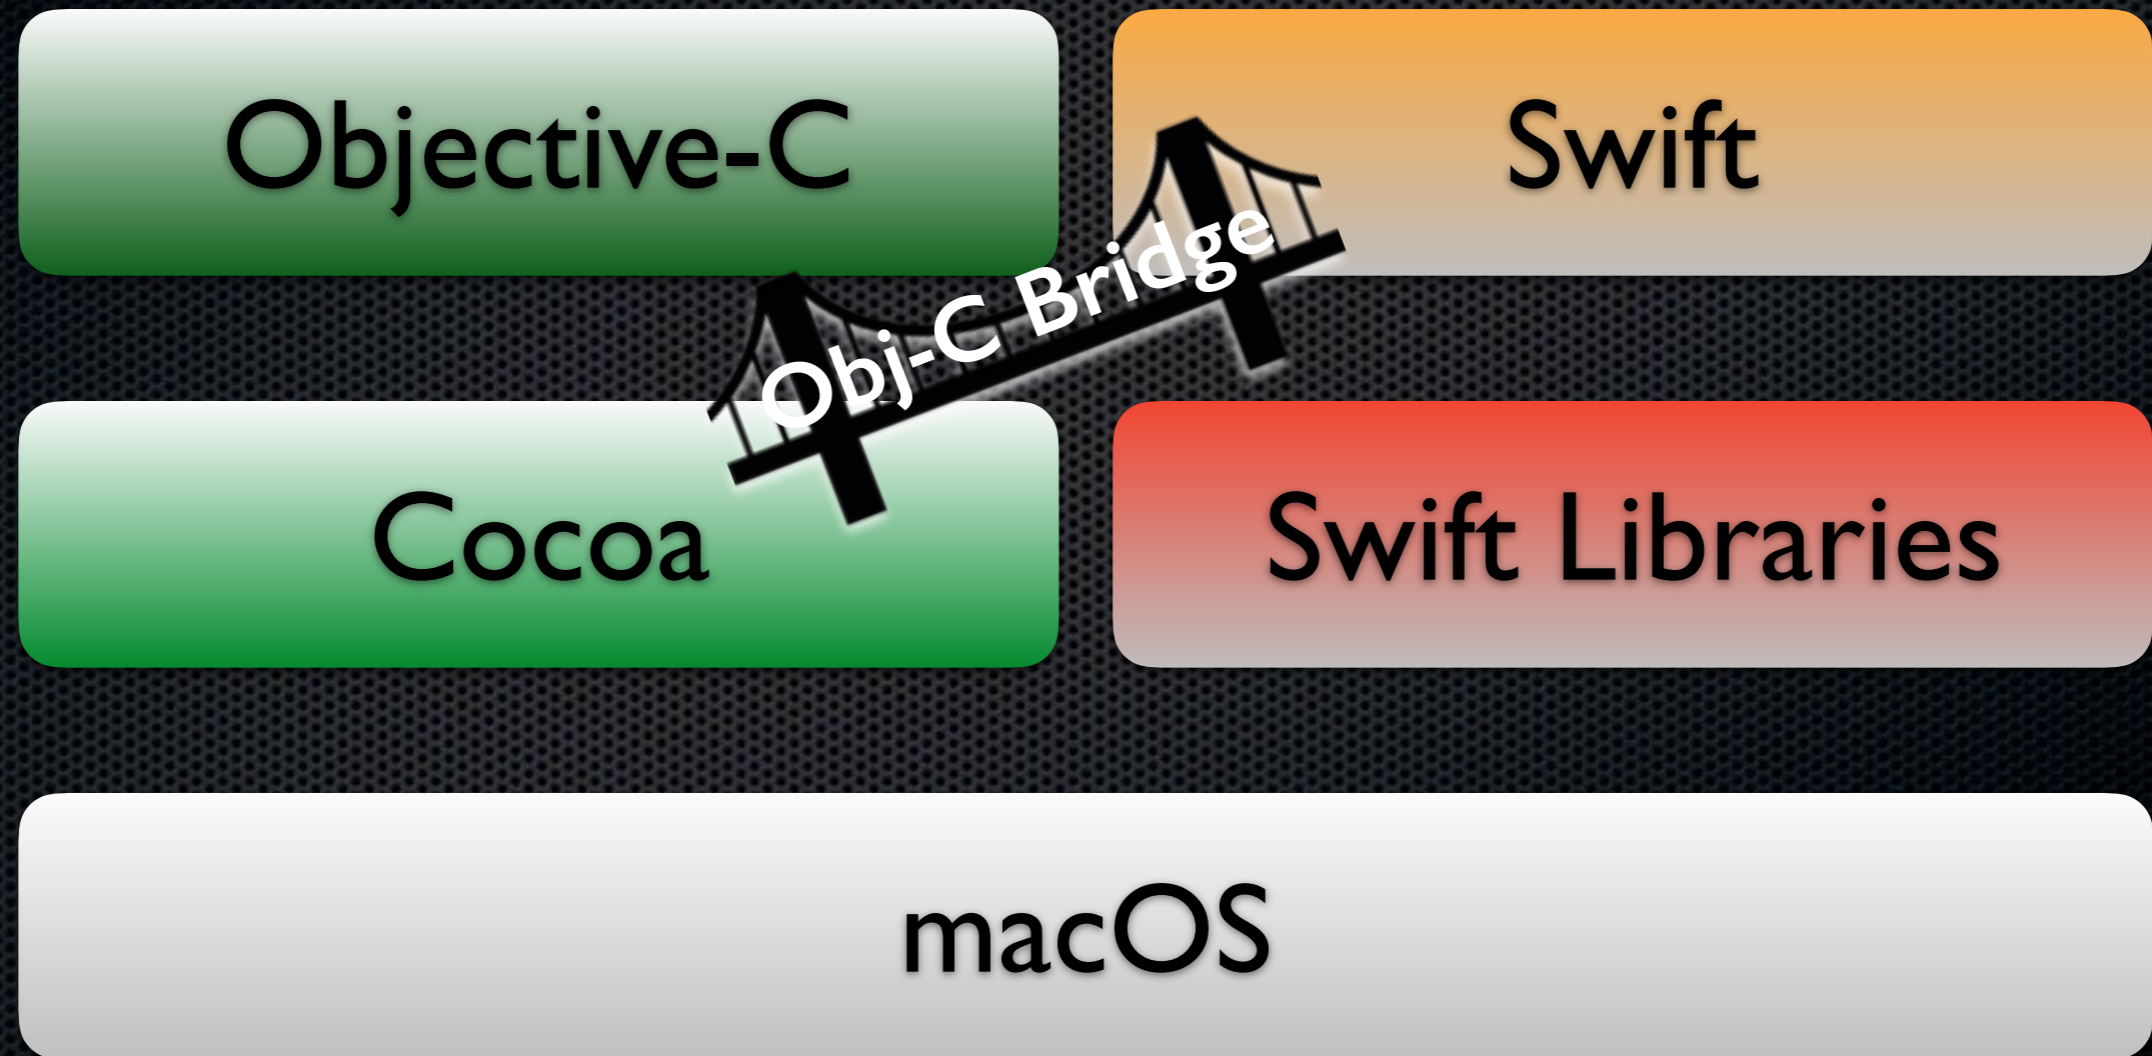 Objective-C
Swift
Obj-C Bridge
Cocoa
Swift Libraries
macOS